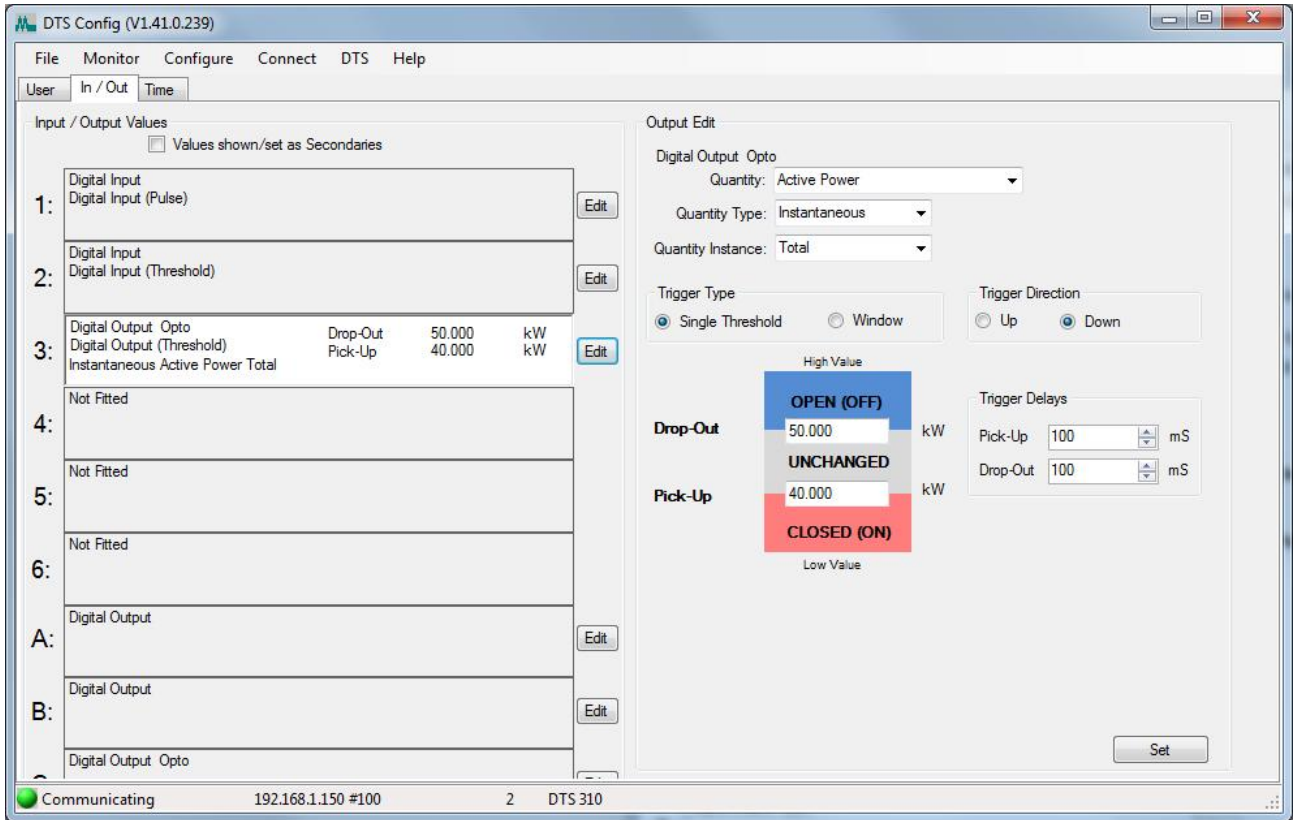 DTS Config (V1.41.0.239)
File Monitor Configure Connect DTS Help
User In / Out Time
Input / Output Values
Values shown/set as Secondaries
1:
Digital Input
Digital Input (Pulse)
Edit
2:
Digital Input
Digital Input (Threshold)
Edit
3:
Digital Output Opto
Digital Output (Threshold)
Instantaneous Active Power Total
Drop-Out 50.000 kW
Pick-Up 40.000 kW
Edit
4:
Not Fitted
5:
Not Fitted
6:
Not Fitted
A:
Digital Output
Edit
B:
Digital Output
Edit
Digital Output Opto
Output Edit
Digital Output Opto
Quantity: Active Power
Quantity Type: Instantaneous
Quantity Instance: Total
Trigger Type
Single Threshold Window
Trigger Direction
Up Down
High Value
OPEN (OFF)
Drop-Out 50.000 kW
UNCHANGED
Pick-Up 40.000 kW
CLOSED (ON)
Low Value
Trigger Delays
Pick-Up 100 mS
Drop-Out 100 mS
Set
Communicating 192.168.1.150 #100 2 DTS 310